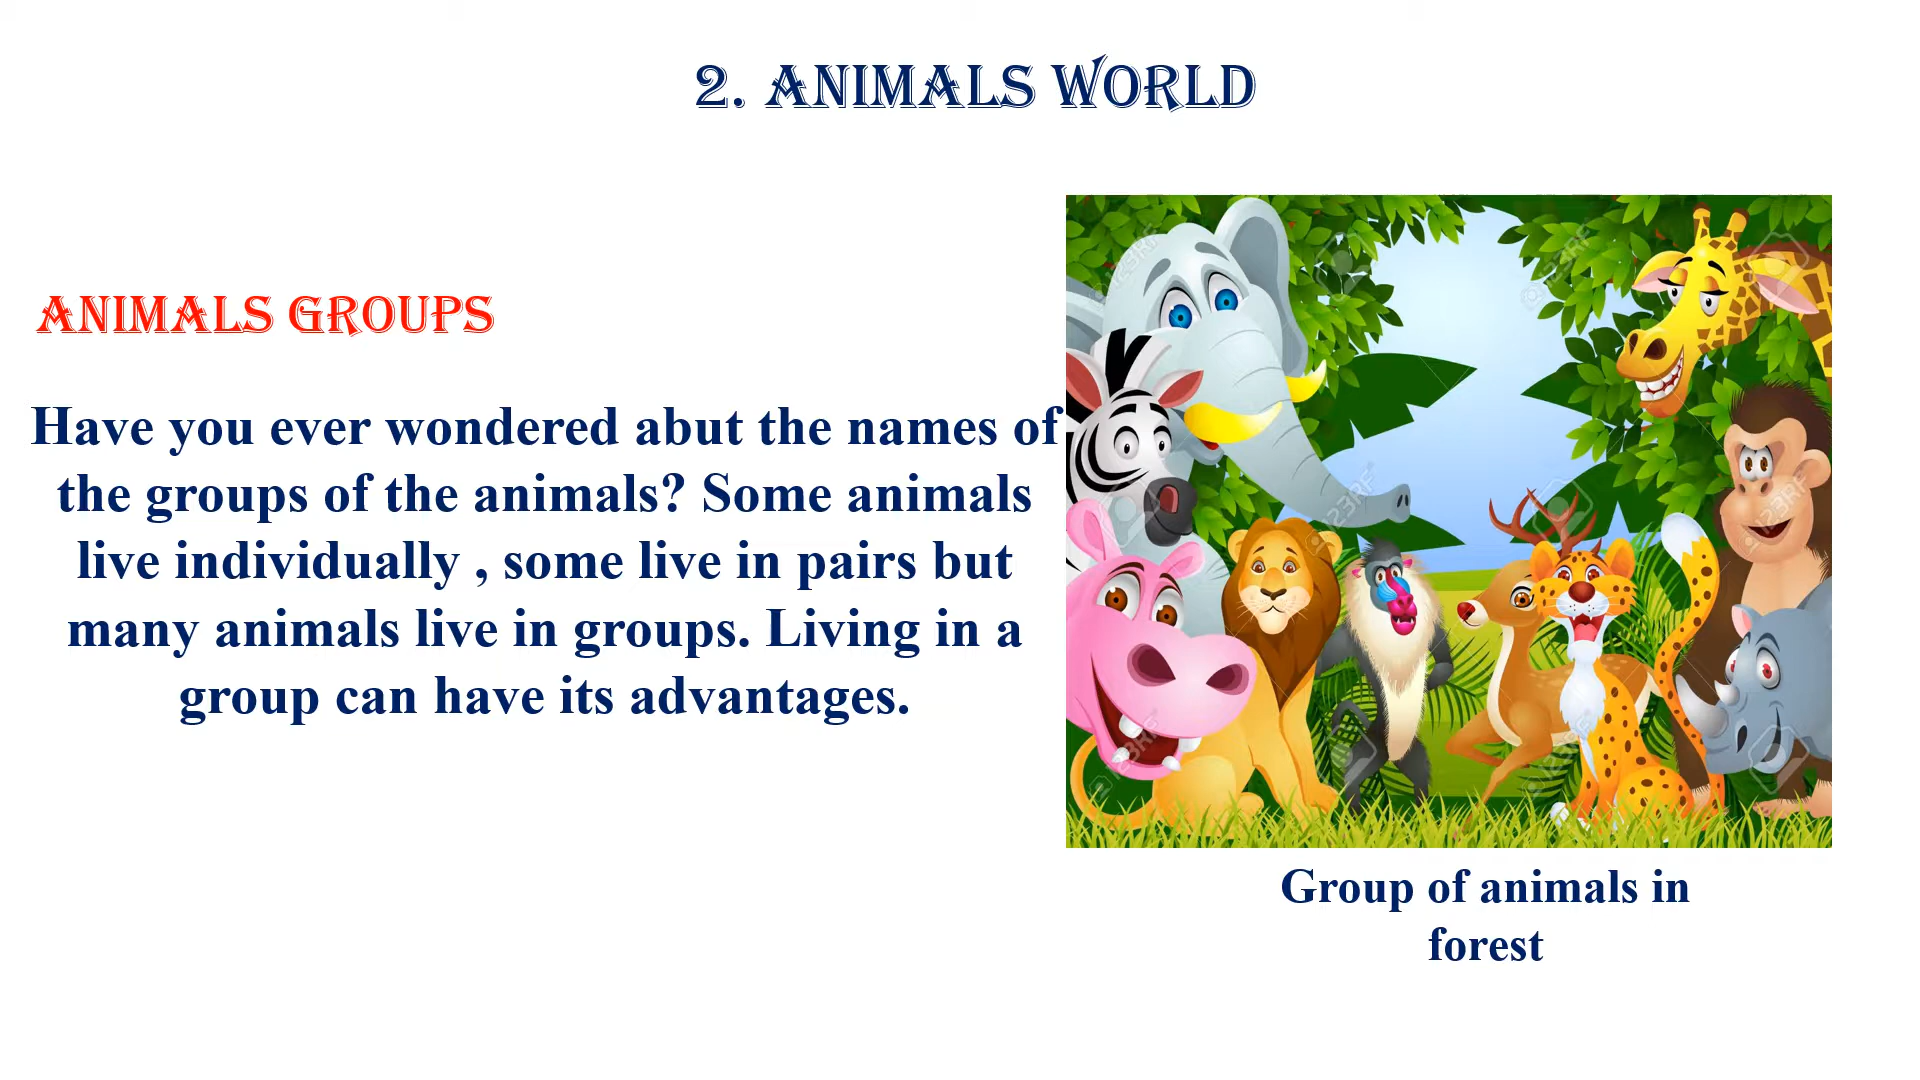 2. ANIMALS WORLD
ANIMALS GROUPS
Have you ever wondered abut the names of
the groups of the animals? Some animals
live individually , some live in pairs but
many animals live in groups. Living in a
group can have its advantages.
Group of animals in
forest